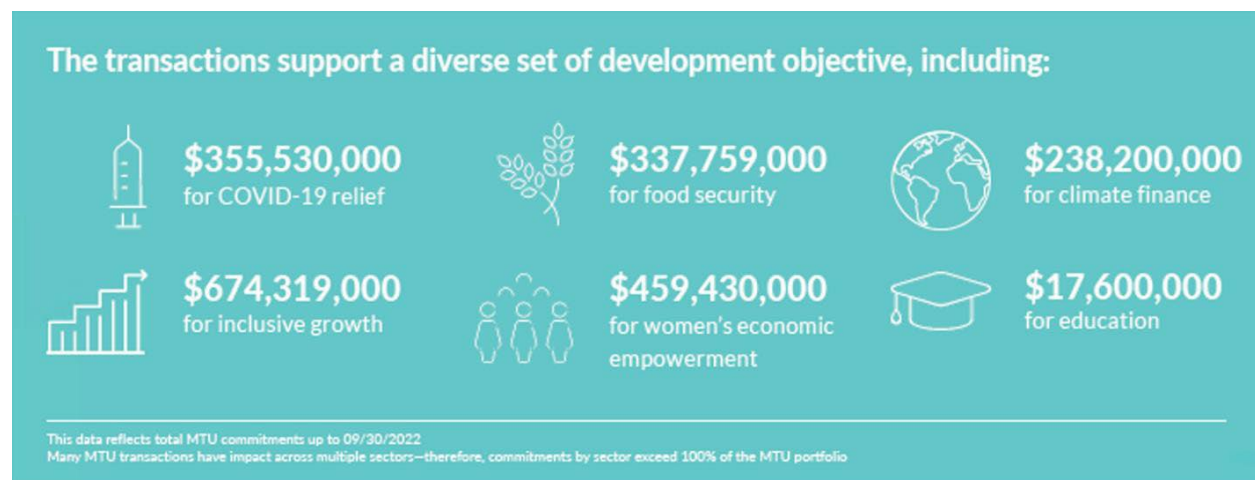 The transactions support a diverse set of development objective, including:
$355,530,000
for COVID-19 relief
$337,759,000
for food security
$238,200,000
for climate finance
$674,319,000
for inclusive growth
$459,430,000
for women's economic
empowerment
$17,600,000
for education
This data reflects total MTU commitments up to 09/30/2022
Many MTU transactions have impact across multiple sectors—therefore, commitments by sector exceed 100% of the MTU portfolio